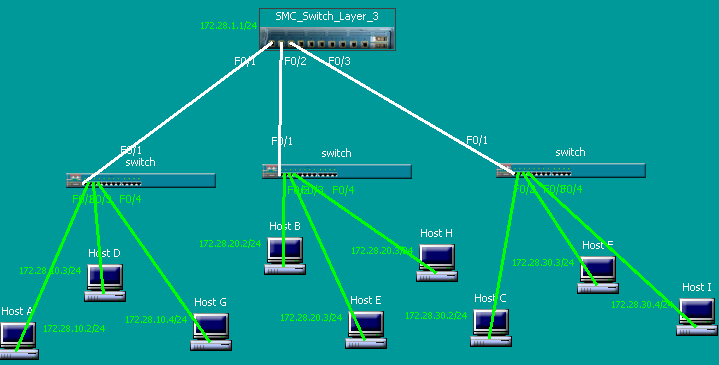 SMC_Switch_Layer_3
172.28.1.1/24
F0/1 F0/2 F0/3
F0/1 F0/1 F0/1
switch switch switch
F0/4 F0/4 F0/4
Host D Host B Host H
172.28.10.3/24 172.28.20.2/24 172.28.20.3/24 172.28.30.3/24
Host A Host G Host E Host C Host I
172.28.10.2/24 172.28.10.4/24 172.28.20.3/24 172.28.30.2/24 172.28.30.4/24